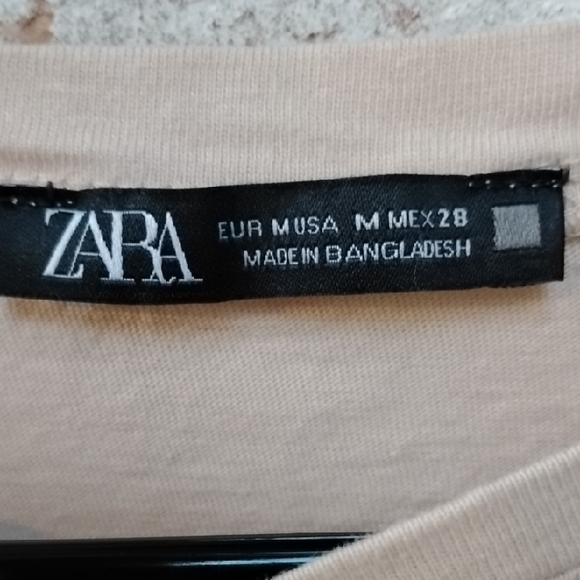 ZARA
EUR M USA M MEX 28
MADE IN BANGLADESH